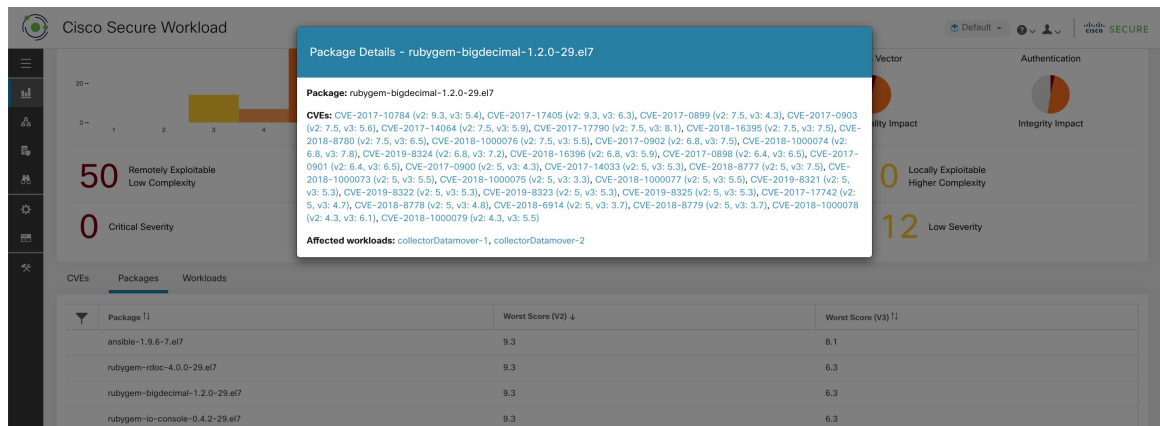 Cisco Secure Workload
Default
CISCO SECURE
Package Details - rubygem-bigdecimal-1.2.0-29.el7
Vector
Authentication
20
0
1 2 3 4
Package: rubygem-bigdecimal-1.2.0-29.el7
CVEs: CVE-2017-10784 (v2: 9.3, v3: 5.4), CVE-2017-17405 (v2: 9.3, v3: 6.3), CVE-2017-0899 (v2: 7.5, v3: 4.3), CVE-2017-0903
(v2: 7.5, v3: 5.6), CVE-2017-14064 (v2: 7.5, v3: 5.9), CVE-2017-17790 (v2: 7.5, v3: 8.1), CVE-2018-16395 (v2: 7.5, v3: 7.5), CVE-
2018-8780 (v2: 7.5, v3: 6.5), CVE-2018-1000076 (v2: 7.5, v3: 5.5), CVE-2017-0902 (v2: 6.8, v3: 7.5), CVE-2018-1000074 (v2:
6.8, v3: 7.8), CVE-2019-8324 (v2: 6.8, v3: 7.2), CVE-2018-16396 (v2: 6.8, v3: 5.9), CVE-2017-0898 (v2: 6.4, v3: 6.5), CVE-2017-
0901 (v2: 6.4, v3: 6.5), CVE-2017-0900 (v2: 5, v3: 4.3), CVE-2017-14033 (v2: 5, v3: 5.3), CVE-2018-8777 (v2: 5, v3: 7.5), CVE-
2018-1000073 (v2: 5, v3: 5.5), CVE-2018-1000075 (v2: 5, v3: 3.3), CVE-2018-1000077 (v2: 5, v3: 5.5), CVE-2019-8321 (v2: 5,
v3: 5.3), CVE-2019-8322 (v2: 5, v3: 5.3), CVE-2019-8323 (v2: 5, v3: 5.3), CVE-2019-8325 (v2: 5, v3: 5.3), CVE-2017-17742 (v2:
5, v3: 4.7), CVE-2018-8778 (v2: 5, v3: 4.8), CVE-2018-6914 (v2: 5, v3: 3.7), CVE-2018-8779 (v2: 5, v3: 3.7), CVE-2018-1000078
(v2: 4.3, v3: 6.1), CVE-2018-1000079 (v2: 4.3, v3: 5.5)
Affected workloads: collectorDatamover-1, collectorDatamover-2
Impact
Integrity Impact
50 Remotely Exploitable
Low Complexity
0 Locally Exploitable
Higher Complexity
0 Critical Severity
12 Low Severity
CVEs Packages Workloads
Package Worst Score (V2) Worst Score (V3)
ansible-1.9.6-7.el7 9.3 8.1
rubygem-rdoc-4.0.0-29.el7 9.3 6.3
rubygem-bigdecimal-1.2.0-29.el7 9.3 6.3
rubygem-io-console-0.4.2-29.el7 9.3 6.3